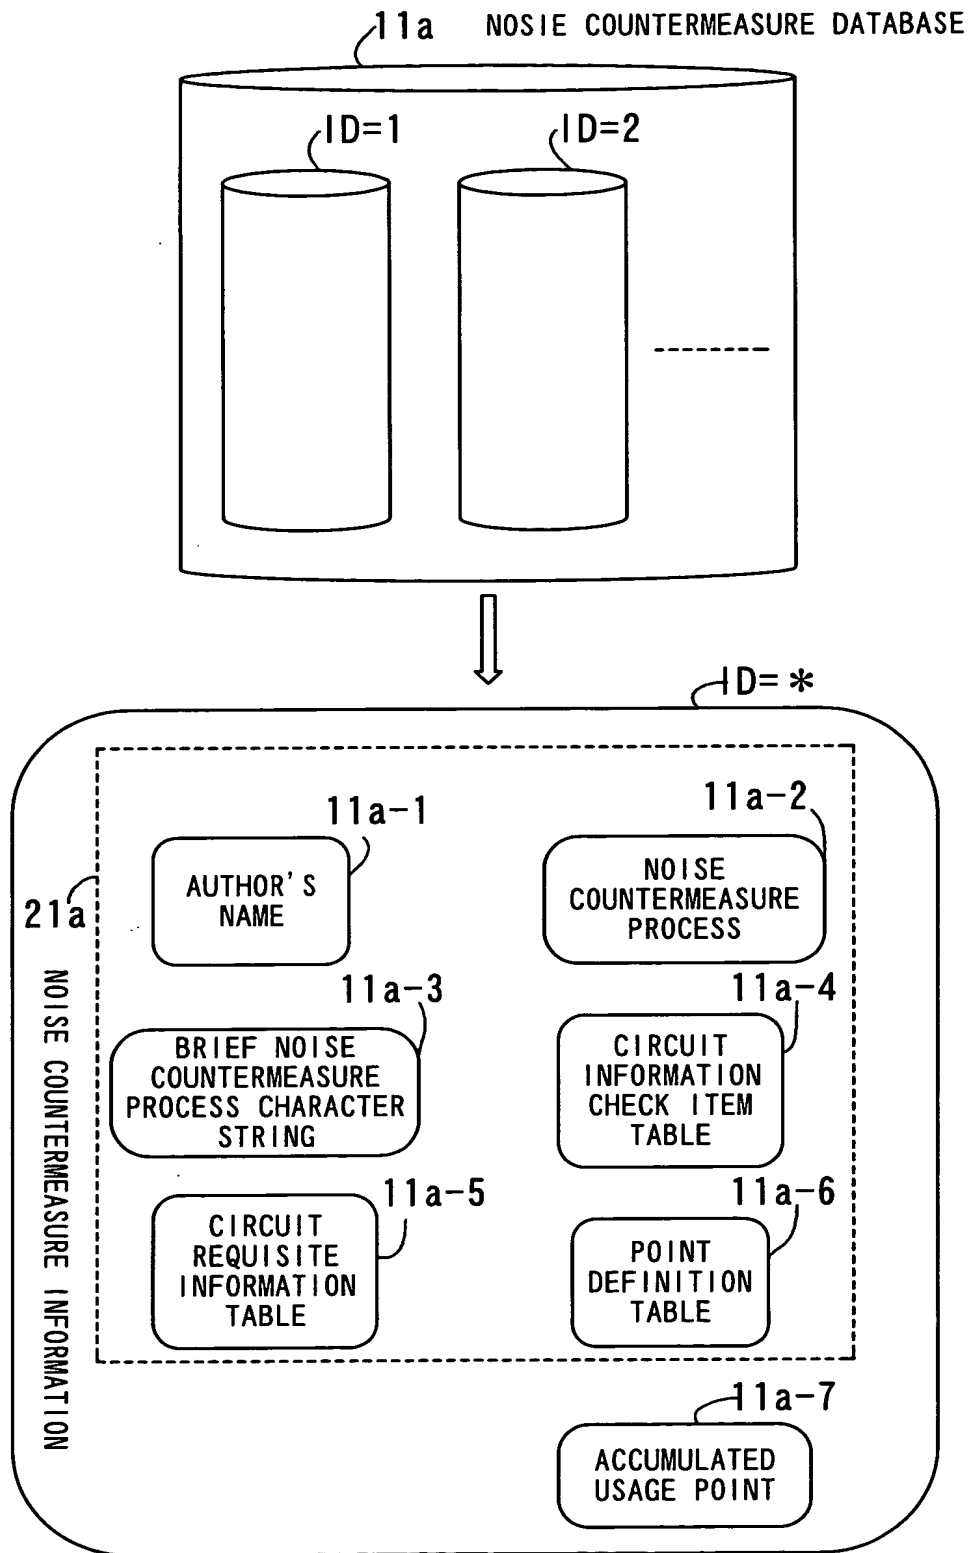 11a NOSIE COUNTERMEASURE DATABASE
ID=1
ID=2
ID=*
11a-1
AUTHOR'S
NAME
11a-2
NOISE
COUNTERMEASURE
PROCESS
21a
NOISE COUNTERMEASURE INFORMATION
11a-3
BRIEF NOISE
COUNTERMEASURE
PROCESS CHARACTER
STRING
11a-4
CIRCUIT
INFORMATION
CHECK ITEM
TABLE
11a-5
CIRCUIT
REQUISITE
INFORMATION
TABLE
11a-6
POINT
DEFINITION
TABLE
11a-7
ACCUMULATED
USAGE POINT